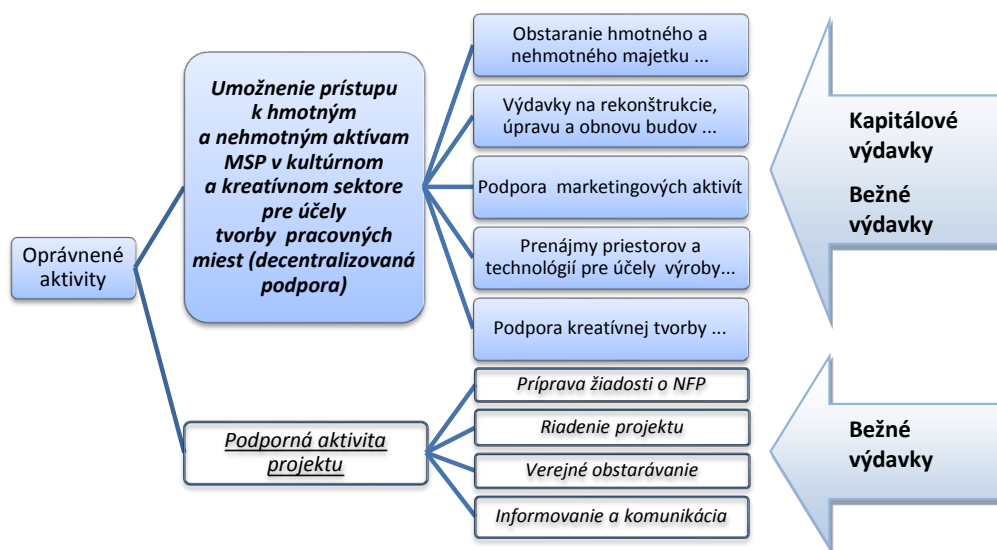 Oprávnené
aktivity
Umožnenie prístupu
k hmotným
a nehmotným aktívam
MSP v kultúrnom
a kreatívnom sektore
pre účely
tvorby pracovných
miest (decentralizovaná
podpora)
Obstaranie hmotného a
nehmotného majetku ...
Výdavky na rekonštrukcie,
úpravu a obnovu budov ...
Podpora marketingových aktivít
Prenájmy priestorov a
technológií pre účely výroby...
Podpora kreatívnej tvorby ...
Kapitálové
výdavky
Bežné
výdavky
Podporná aktivita
projektu
Príprava žiadosti o NFP
Riadenie projektu
Verejné obstarávanie
Informovanie a komunikácia
Bežné
výdavky